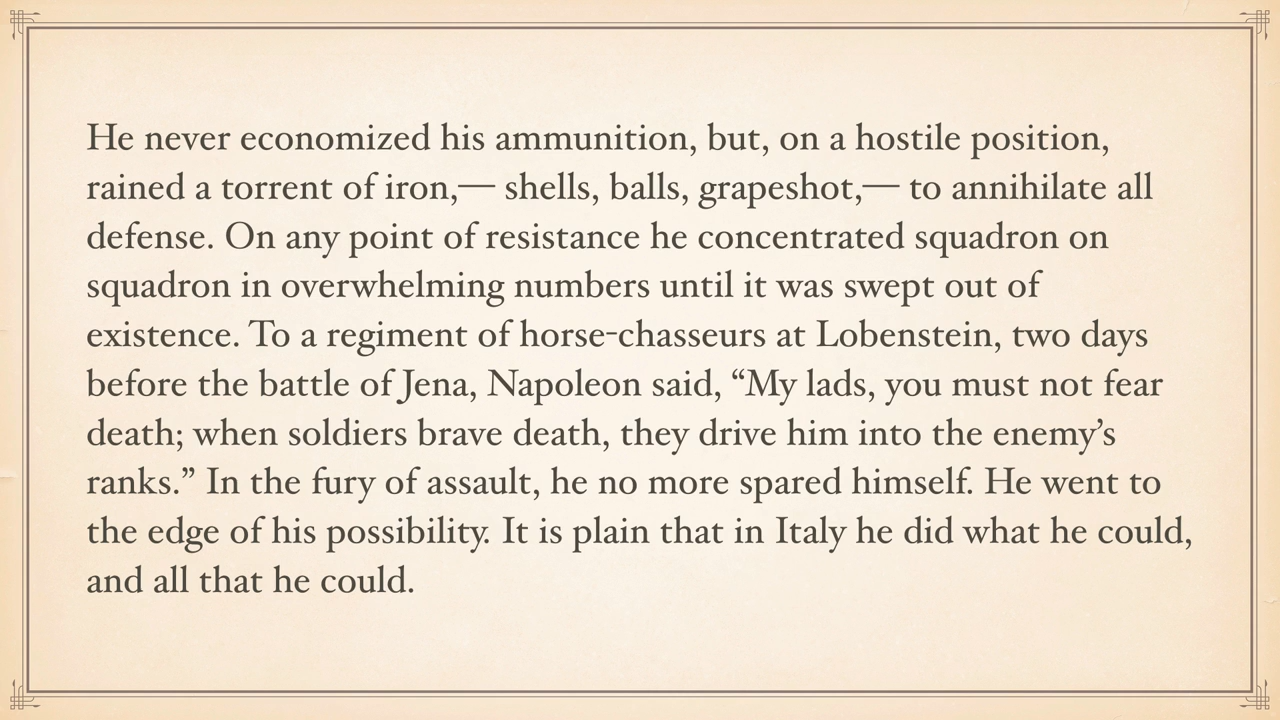 He never economized his ammunition, but, on a hostile position,
rained a torrent of iron,— shells, balls, grapeshot,— to annihilate all
defense. On any point of resistance he concentrated squadron on
squadron in overwhelming numbers until it was swept out of
existence. To a regiment of horse-chasseurs at Lobenstein, two days
before the battle of Jena, Napoleon said, “My lads, you must not fear
death; when soldiers brave death, they drive him into the enemy’s
ranks.” In the fury of assault, he no more spared himself. He went to
the edge of his possibility. It is plain that in Italy he did what he could,
and all that he could.